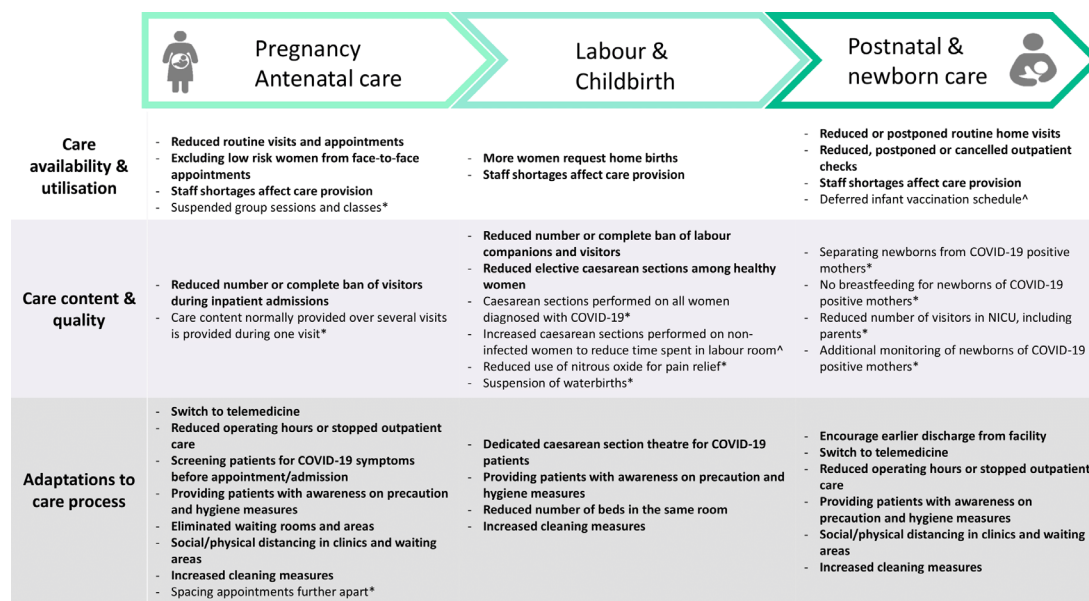 Pregnancy
Antenatal care
Labour &
Childbirth
Postnatal &
newborn care
Care
availability &
utilisation
- Reduced routine visits and appointments
- Excluding low risk women from face-to-face
appointments
- Staff shortages affect care provision
- Suspended group sessions and classes*
- More women request home births
- Staff shortages affect care provision
- Reduced or postponed routine home visits
- Reduced, postponed or cancelled outpatient
checks
- Staff shortages affect care provision
- Deferred infant vaccination schedule^
Care content &
quality
- Reduced number or complete ban of visitors
during inpatient admissions
- Care content normally provided over several visits
is provided during one visit*
- Reduced number or complete ban of labour
companions and visitors
- Reduced elective caesarean sections among healthy
women
- Caesarean sections performed on all women
diagnosed with COVID-19*
- Increased caesarean sections performed on non-
infected women to reduce time spent in labour room^
- Reduced use of nitrous oxide for pain relief*
- Suspension of waterbirths*
- Separating newborns from COVID-19 positive
mothers*
- No breastfeeding for newborns of COVID-19
positive mothers*
- Reduced number of visitors in NICU, including
parents*
- Additional monitoring of newborns of COVID-19
positive mothers*
Adaptations to
care process
- Switch to telemedicine
- Reduced operating hours or stopped outpatient
care
- Screening patients for COVID-19 symptoms
before appointment/admission
- Providing patients with awareness on precaution
and hygiene measures
- Eliminated waiting rooms and areas
- Social/physical distancing in clinics and waiting
areas
- Increased cleaning measures
- Spacing appointments further apart*
- Dedicated caesarean section theatre for COVID-19
patients
- Providing patients with awareness on precaution and
hygiene measures
- Reduced number of beds in the same room
- Increased cleaning measures
- Encourage earlier discharge from facility
- Switch to telemedicine
- Reduced operating hours or stopped outpatient
care
- Providing patients with awareness on
precaution and hygiene measures
- Social/physical distancing in clinics and waiting
areas
- Increased cleaning measures